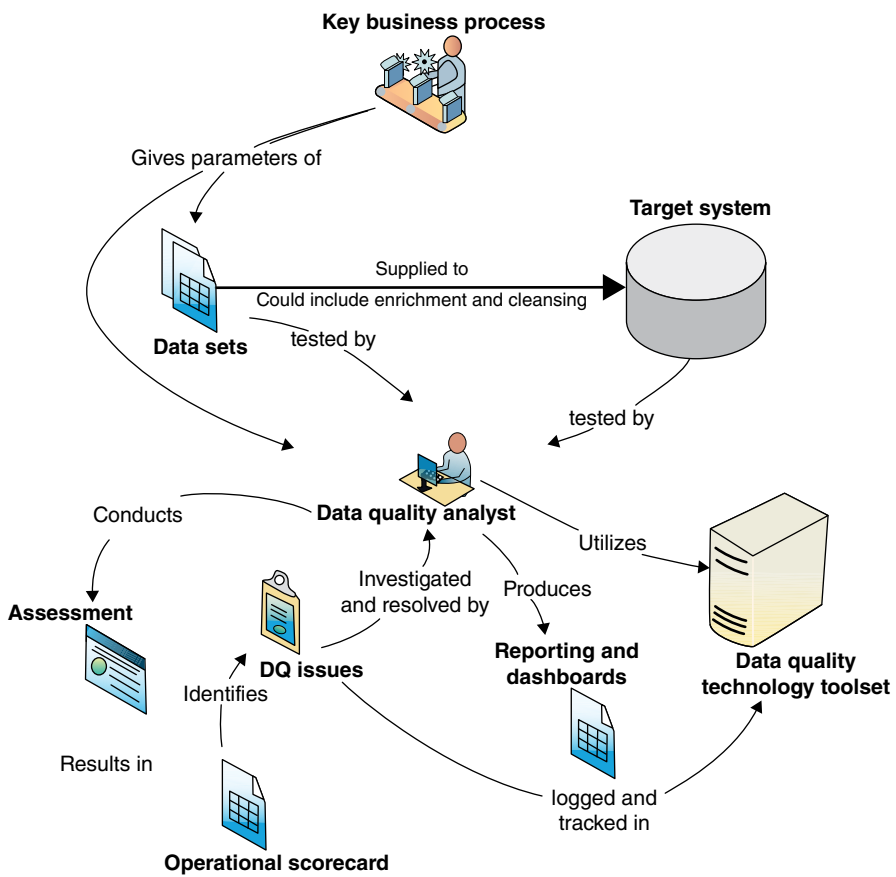 Key business process
Gives parameters of
Target system
Supplied to
Could include enrichment and cleansing
Data sets
tested by
tested by
Data quality analyst
Conducts
Utilizes
Investigated
and resolved by
Produces
Assessment
DQ issues
Reporting and
dashboards
Data quality
technology toolset
Identifies
Results in
logged and
tracked in
Operational scorecard